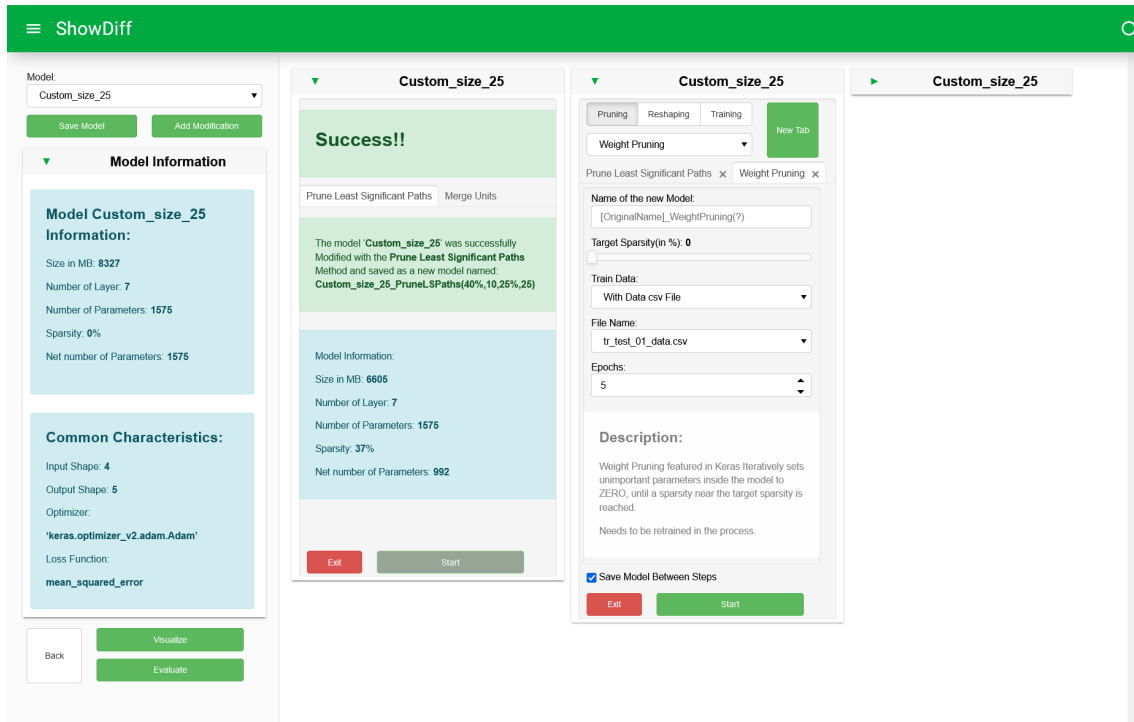 ShowDiff
Model:
Custom_size_25
Save Model
Add Modification
Model Information
Model Custom_size_25
Information:
Size in MB: 8327
Number of Layer: 7
Number of Parameters: 1575
Sparsity: 0%
Net number of Parameters: 1575
Common Characteristics:
Input Shape: 4
Output Shape: 5
Optimizer:
‘keras.optimizer_v2.adam.Adam’
Loss Function:
mean_squared_error
Back
Visualize
Evaluate
Custom_size_25
Success!!
Prune Least Significant Paths
Merge Units
The model ‘Custom_size_25’ was successfully
Modified with the Prune Least Significant Paths
Method and saved as a new model named:
Custom_size_25_PruneLSPaths(40%,10,25%,25)
Model Information:
Size in MB: 6605
Number of Layer: 7
Number of Parameters: 1575
Sparsity: 37%
Net number of Parameters: 992
Exit
Start
Custom_size_25
Pruning
Reshaping
Training
New Tab
Weight Pruning
Prune Least Significant Paths ×
Weight Pruning ×
Name of the new Model:
[OriginalName]_WeightPruning(?)
Target Sparsity(in %): 0
Train Data:
With Data csv File
File Name:
tr_test_01_data.csv
Epochs:
5
Description:
Weight Pruning featured in Keras Iteratively sets
unimportant parameters inside the model to
ZERO, until a sparsity near the target sparsity is
reached.
Needs to be retrained in the process.
Save Model Between Steps
Exit
Start
Custom_size_25